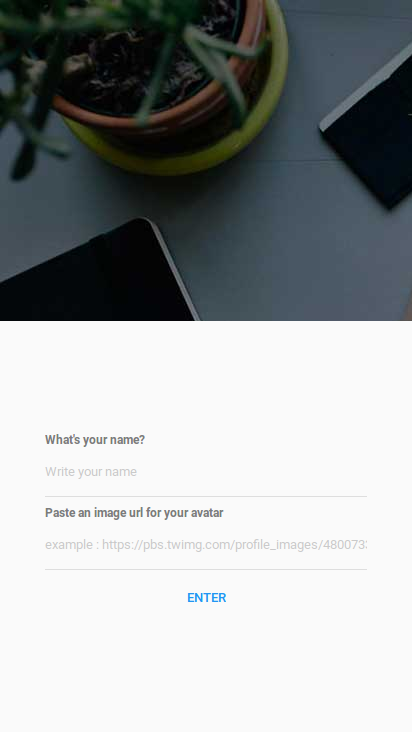 What's your name?
Write your name
Paste an image url for your avatar
example : https://pbs.twimg.com/profile_images/480073
ENTER